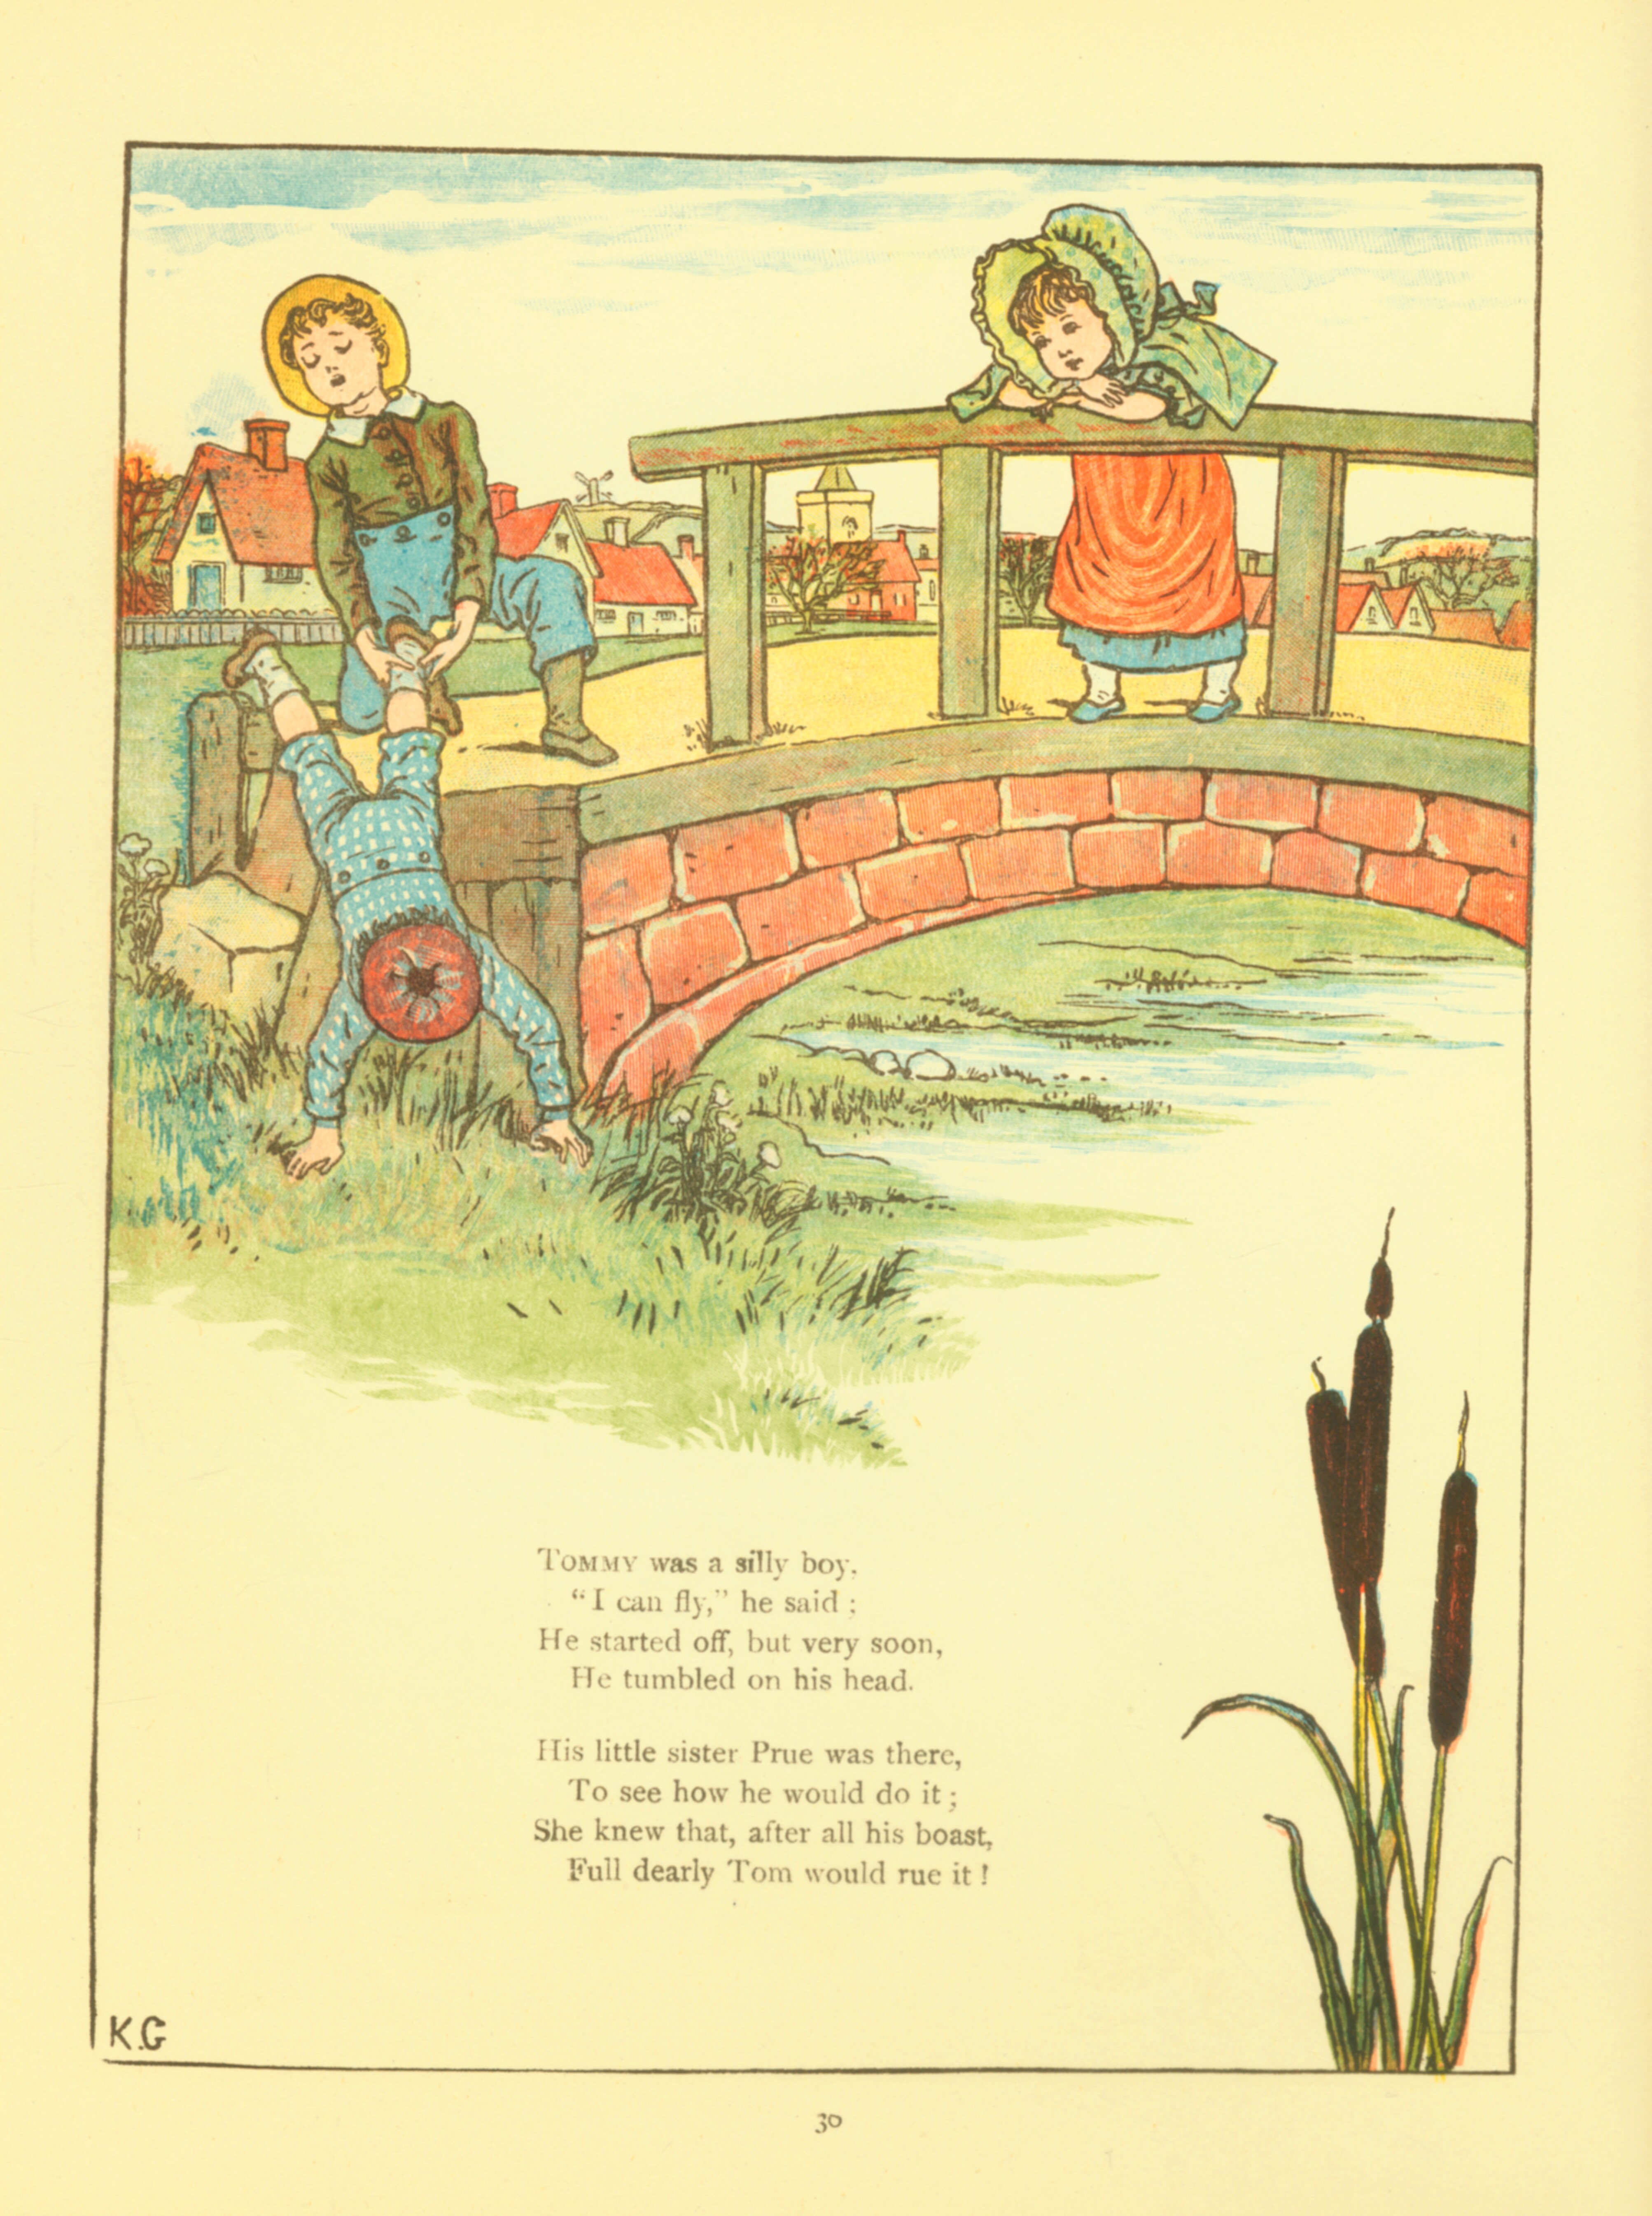 TOMMY was a silly boy,
“I can fly,” he said ;
He started off, but very soon,
He tumbled on his head.
His little sister Prue was there,
To see how he would do it ;
She knew that, after all his boast,
Full dearly Tom would rue it !
K.G
30